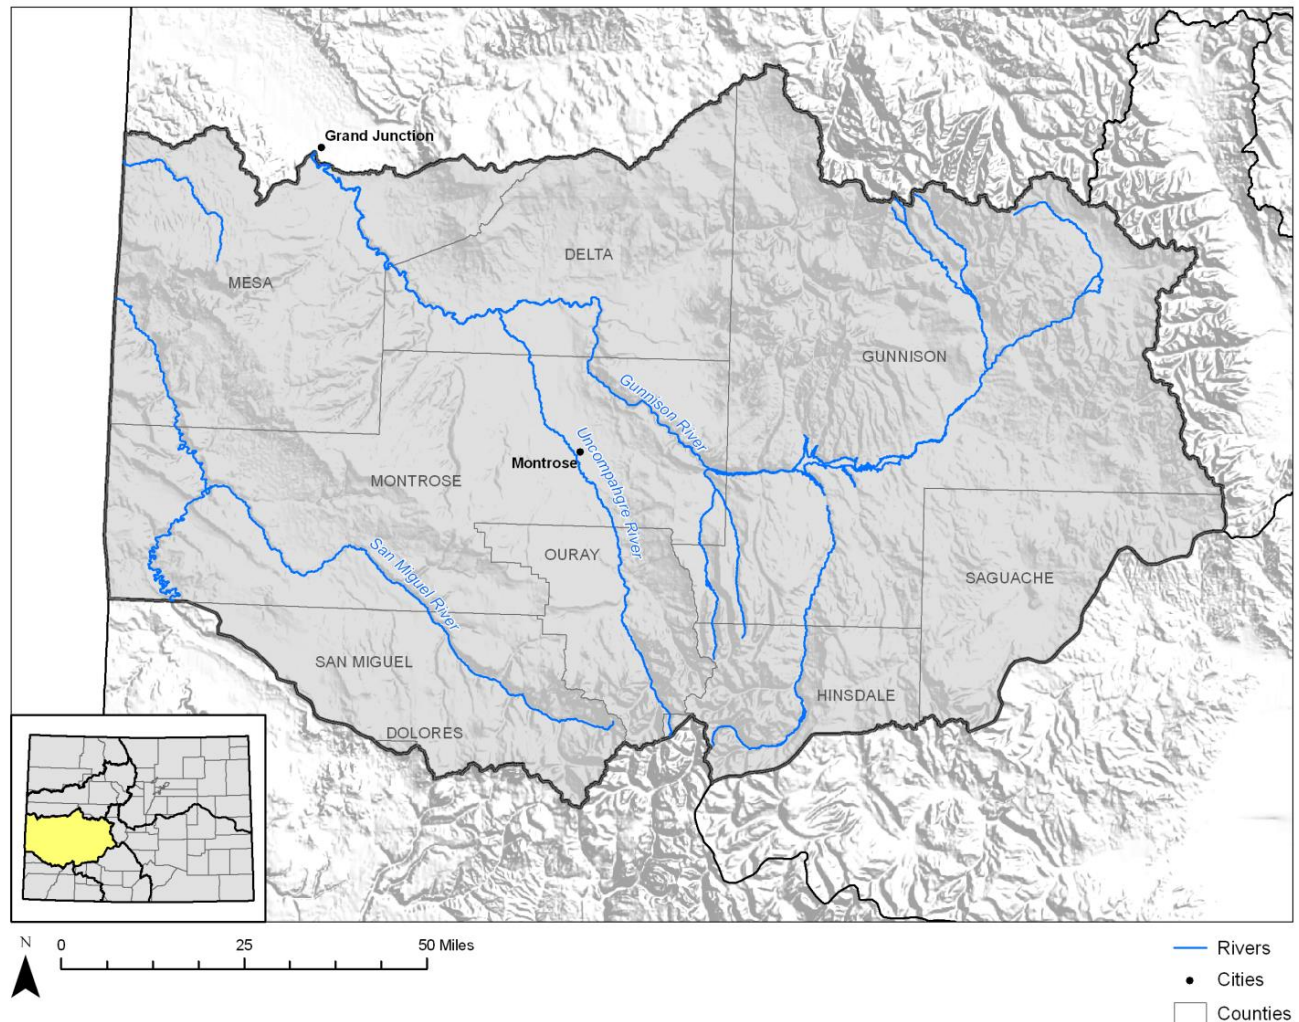 Grand Junction
DELTA
MESA
GUNNISON
Gunnison River
Uncompahgre River
Montrose
MONTROSE
San Miguel River
OURAY
SAGUACHE
SAN MIGUEL
HINSDALE
DOLORES
N
0 25 50 Miles
Rivers
Cities
Counties